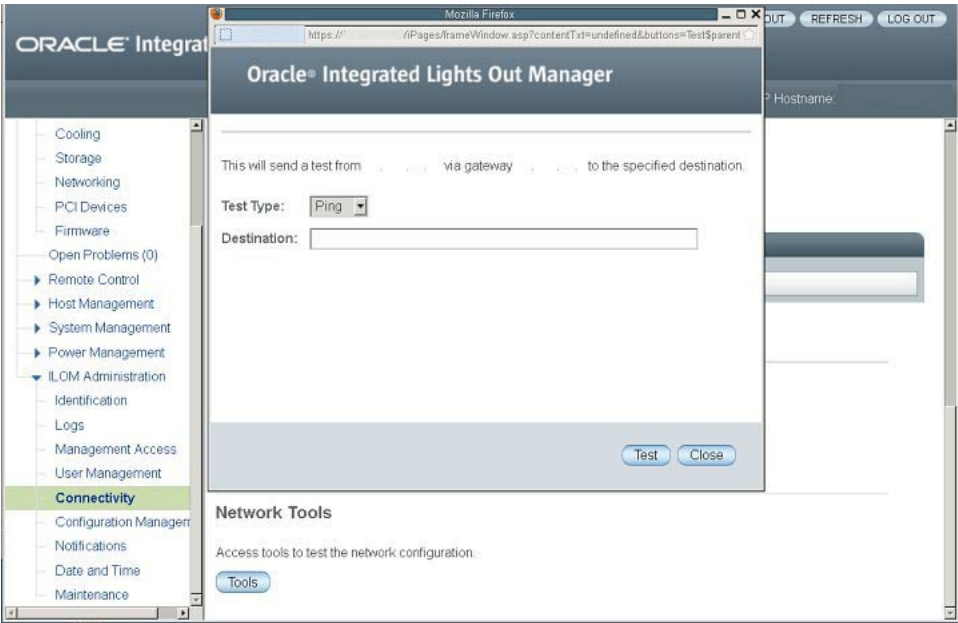 Mozilla Firefox
OUT REFRESH LOG OUT
ORACLE Integrat
https:// /iPages/frameWindow.asp?contentTxt=undefined&buttons=Test$parent
Oracle® Integrated Lights Out Manager
P Hostname:
This will send a test from . . . via gateway . . . to the specified destination.
Test Type: Ping
Destination:
Test Close
Cooling
Storage
Networking
PCI Devices
Firmware
Open Problems (0)
Remote Control
Host Management
System Management
Power Management
ILOM Administration
Identification
Logs
Management Access
User Management
Connectivity
Configuration Managem
Notifications
Date and Time
Maintenance
Network Tools
Access tools to test the network configuration.
Tools